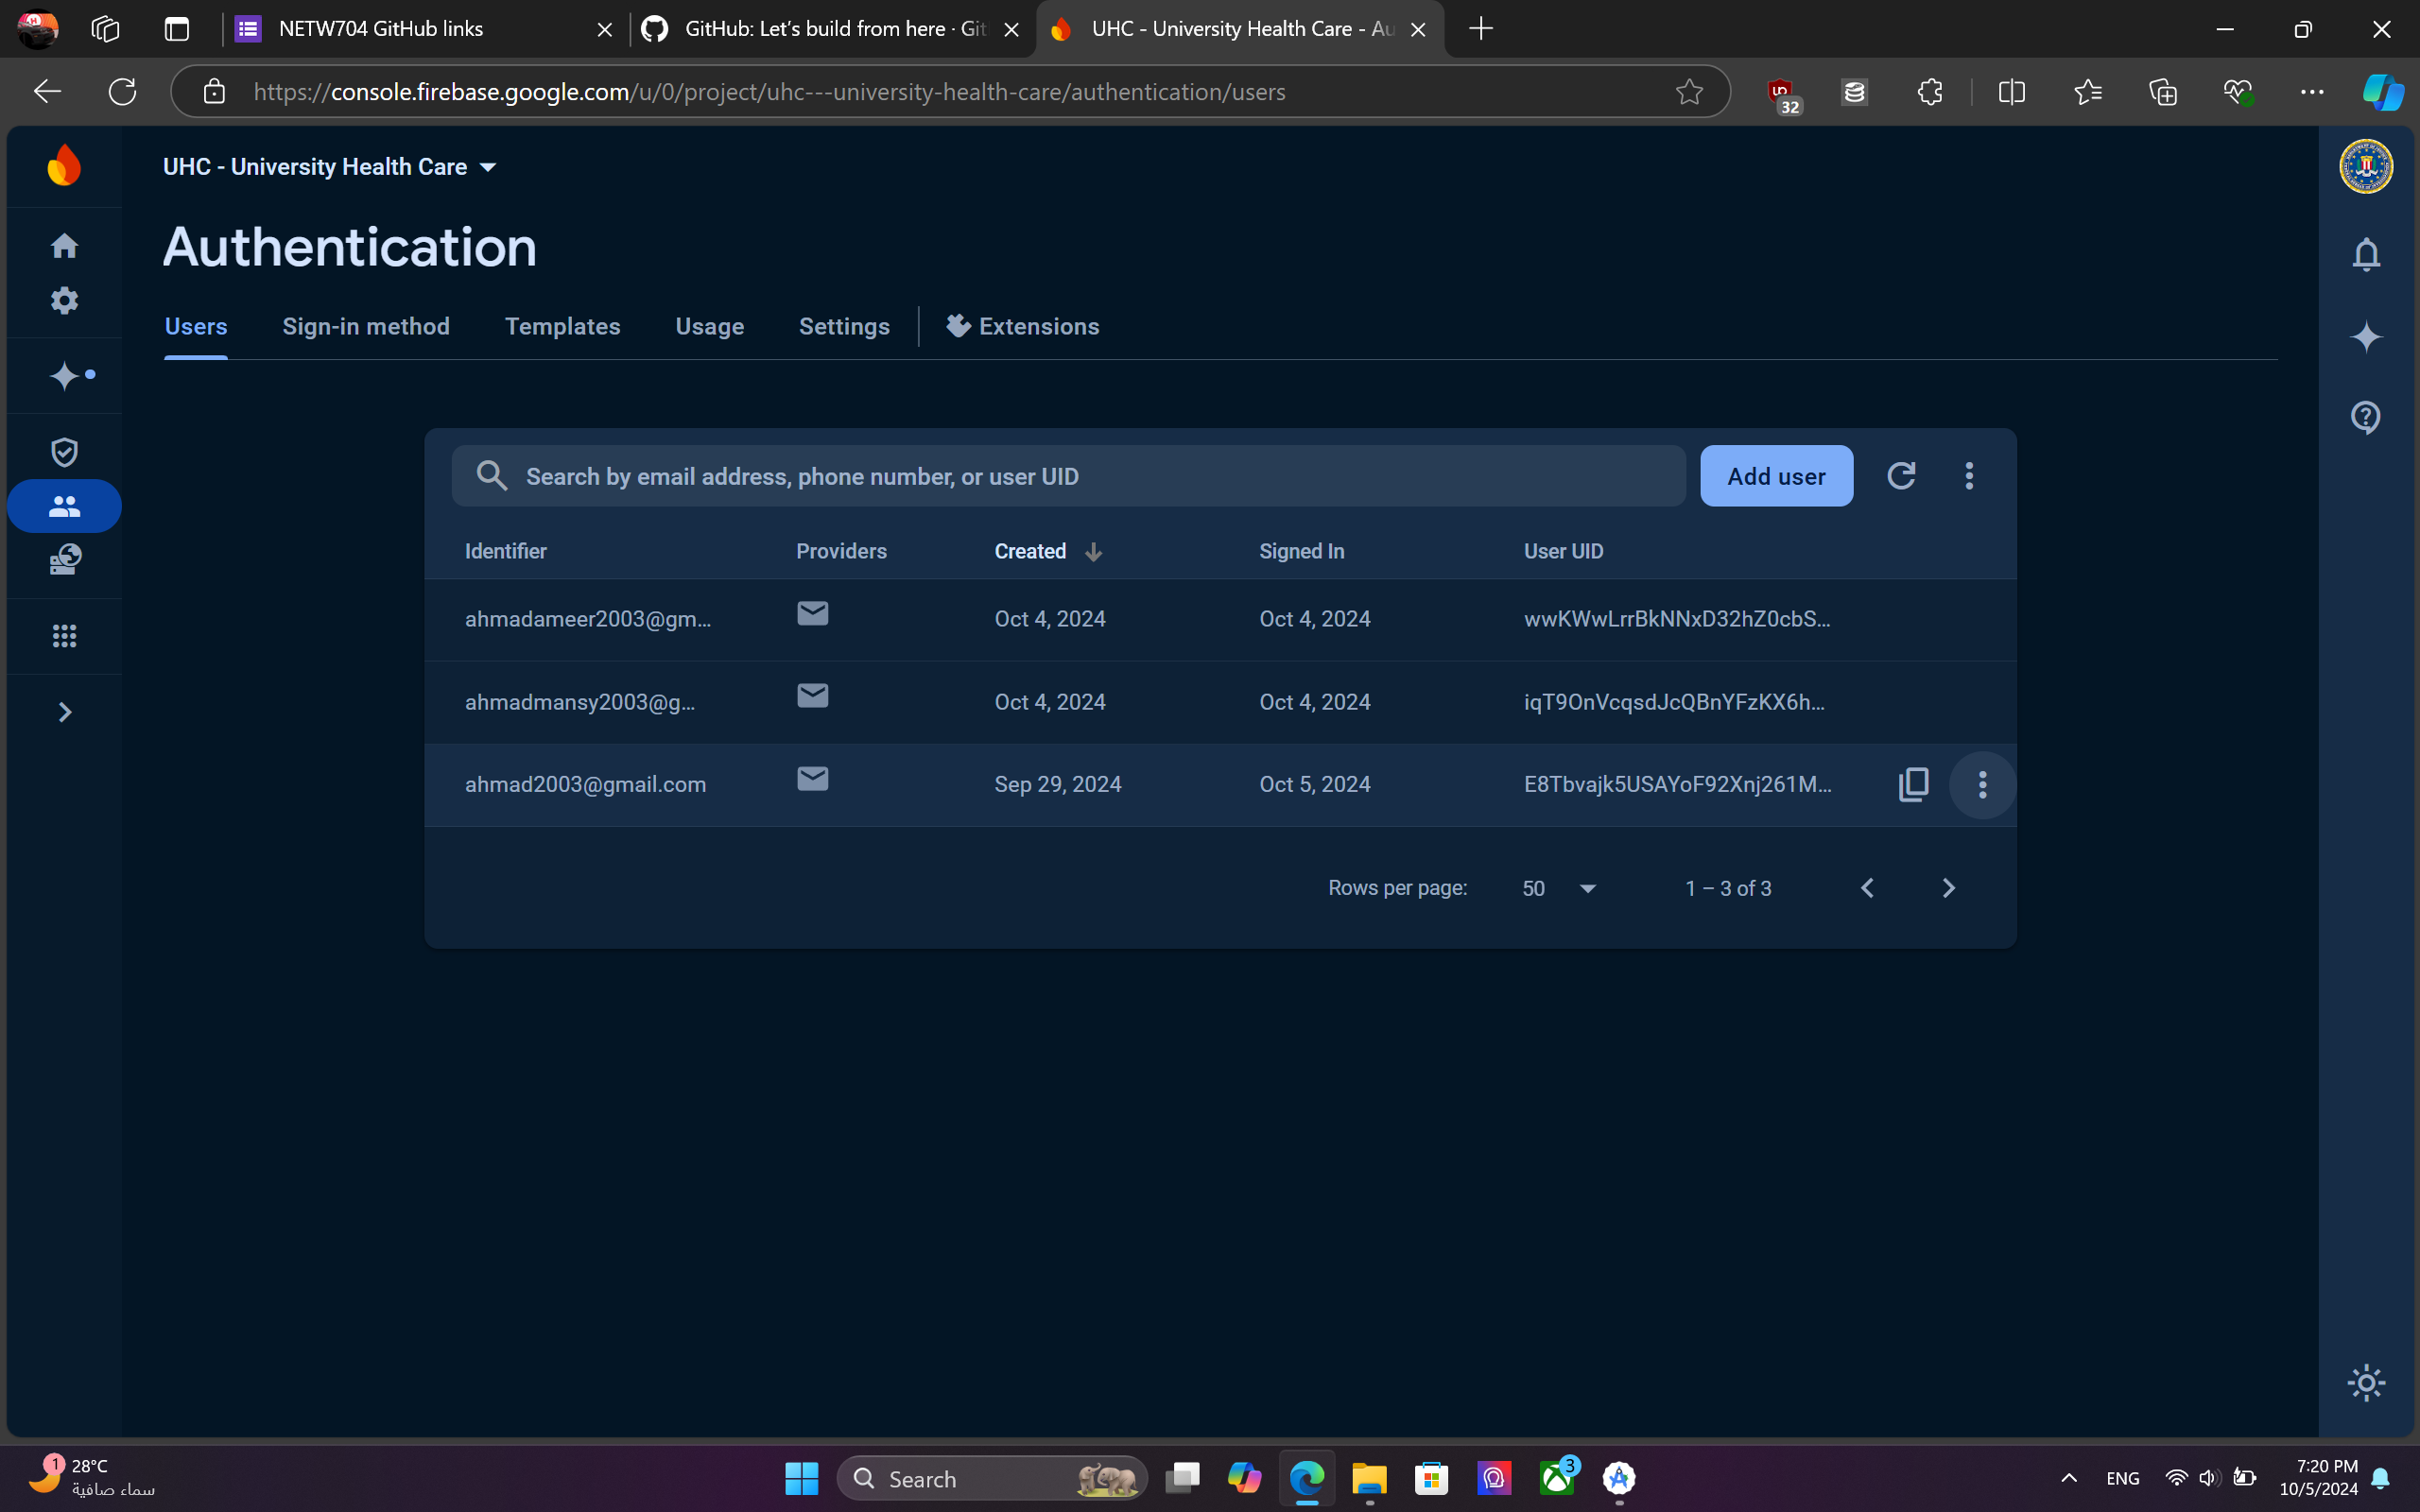 NETW704 GitHub links
GitHub: Let's build from here · Git
UHC - University Health Care - Au
https://console.firebase.google.com/u/0/project/uhc---university-health-care/authentication/users
32
UHC - University Health Care
Authentication
Users
Sign-in method
Templates
Usage
Settings
Extensions
Search by email address, phone number, or user UID
Add user
Identifier Providers Created Signed In User UID
ahmadameer2003@gm... Oct 4, 2024 Oct 4, 2024 wwKWwLrrBkNNxD32hZ0cbS...
ahmadmansy2003@g... Oct 4, 2024 Oct 4, 2024 iqT9OnVcqsdJcQBnYFzKX6h...
ahmad2003@gmail.com Sep 29, 2024 Oct 5, 2024 E8Tbvajk5USAYoF92Xnj261M...
Rows per page: 50 1 – 3 of 3
1
28°C
سماء صافية
Search
3
ENG
7:20 PM
10/5/2024